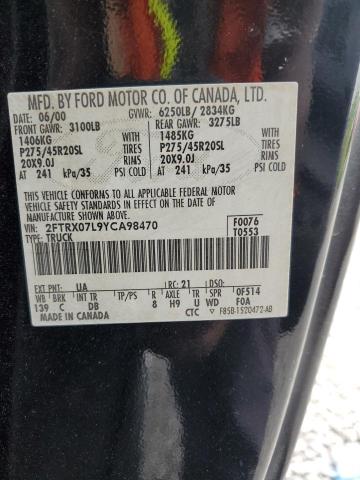 MFD. BY FORD MOTOR CO. OF CANADA, LTD.
DATE: 06/00 GVWR: 6250LB/ 2834KG
FRONT GAWR: 3100LB REAR GAWR: 3275LB
1406KG 1485KG
P275/45R20SL TIRES P275/45R20SL TIRES
20X9.0J RIMS 20X9.0J RIMS
AT 241 kPa/35 PSI COLD AT 241 kPa/35 PSI COLD
THIS VEHICLE CONFORMS TO ALL APPLICABLE FEDERAL MOTOR
VEHICLE SAFETY STANDARDS IN EFFECT ON THE DATE OF
MANUFACTURE SHOWN ABOVE.
VIN: 2FTRX07L9YCA98470 F0076
TYPE: TRUCK T0553
EXT PNT: UA RC: 21 DSO:
WB BRK INT TR TP/PS R AXLE TR SPR 0F514
139 C DB 8 H9 U WD F0A
MADE IN CANADA CTC ▽ F85B-1520472-AB